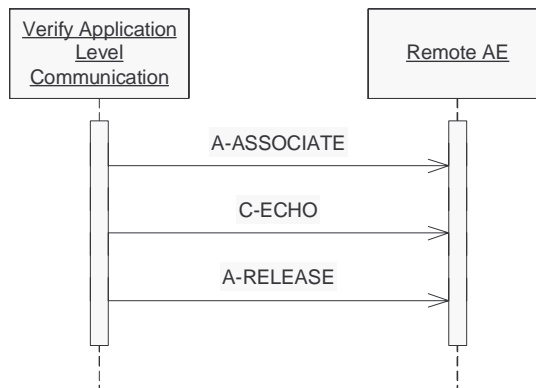 Verify Application
Level
Communication
Remote AE
A-ASSOCIATE
C-ECHO
A-RELEASE